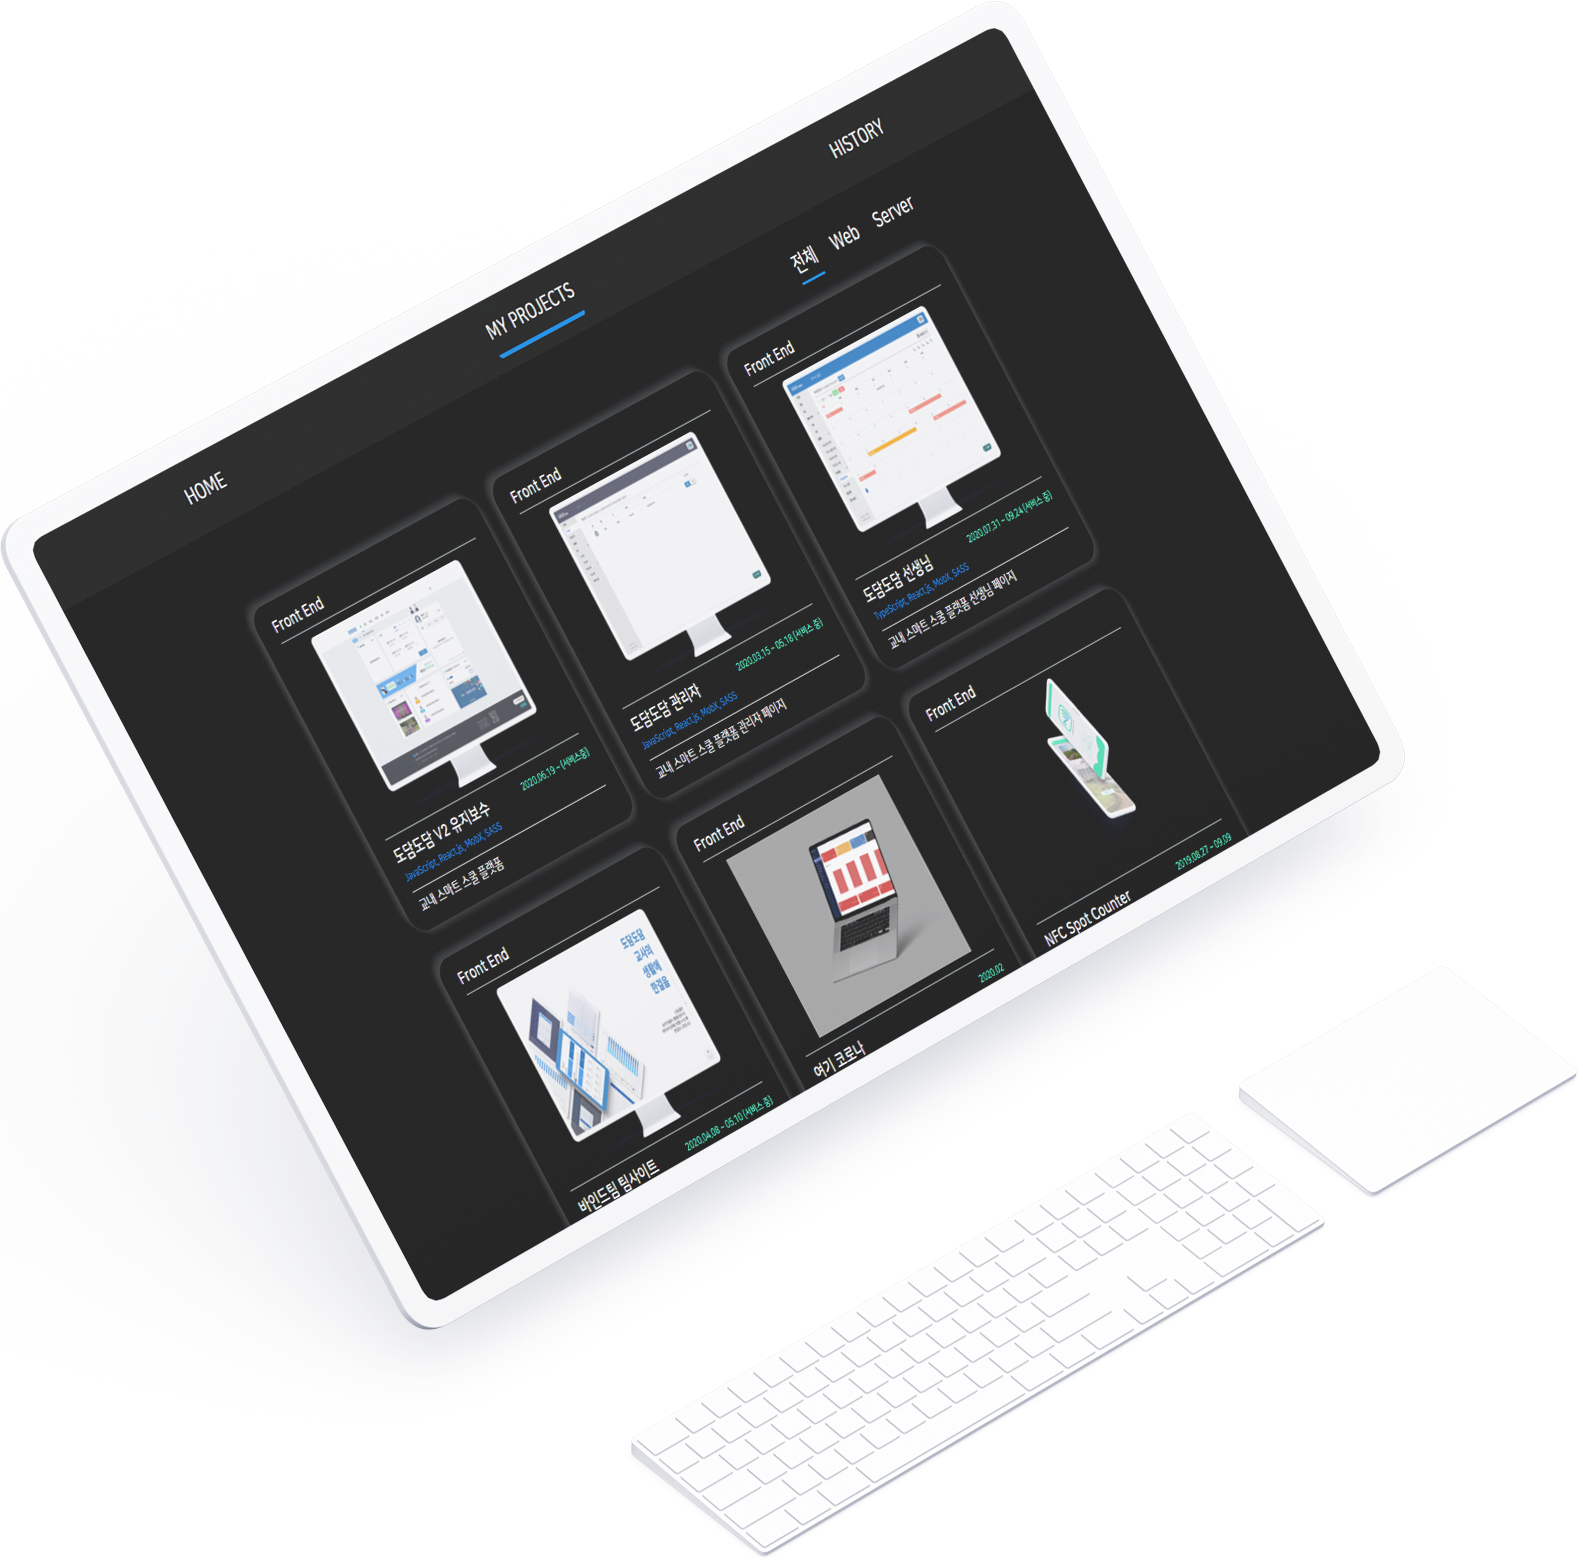 HOME
MY PROJECTS
HISTORY
전체
Web
Server
Front End
2020.06.19 ~ (서비스중)
도담도담 V2 유지보수
JavaScript, React.js, MobX, SASS
교내 스마트 스쿨 플랫폼
Front End
2020.03.15 ~ 05.18 (서비스 중)
도담도담 관리자
JavaScript, React.js, MobX, SASS
교내 스마트 스쿨 플랫폼 관리자 페이지
Front End
2020.07.31 ~ 09.24 (서비스 중)
도담도담 선생님
TypeScript, React.js, MobX, SASS
교내 스마트 스쿨 플랫폼 선생님 페이지
Front End
도담도담
교사의
생활에
한걸음
2020.04.08 ~ 05.10 (서비스 중)
바인드팀 팀사이트
Front End
2020.02
여기 코로나
Front End
2019.08.27 ~ 09.09
NFC Spot Counter